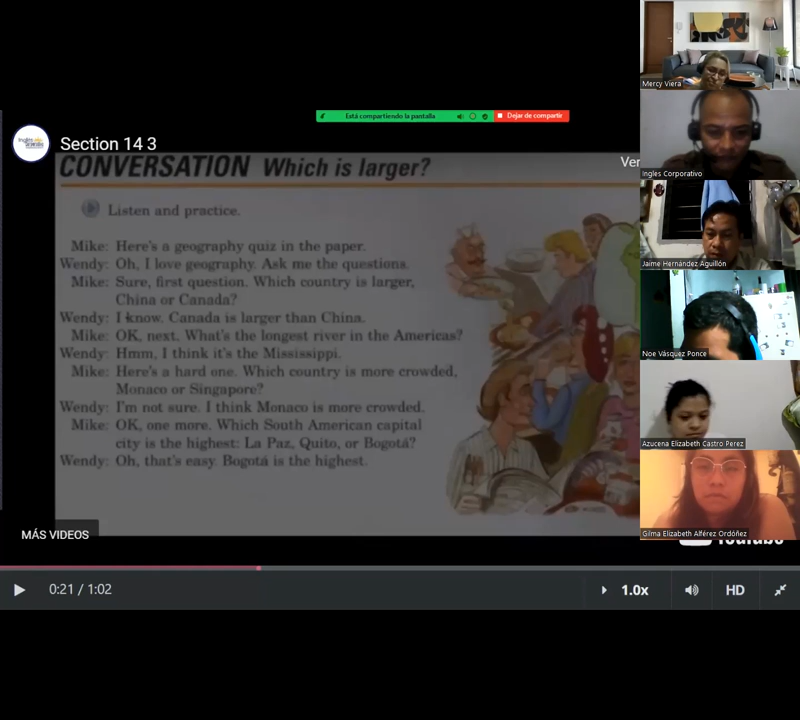 Mercy Viera
Está compartiendo la pantalla
Dejar de compartir
Section 14 3
Ver
CONVERSATION Which is larger?
Listen and practice.
Mike: Here's a geography quiz in the paper.
Wendy: Oh, I love geography. Ask me the questions.
Mike: Sure, first question. Which country is larger,
China or Canada?
Wendy: I know. Canada is larger than China.
Mike: OK, next. What's the longest river in the Americas?
Wendy: Hmm, I think it's the Mississippi.
Mike: Here's a hard one. Which country is more crowded,
Monaco or Singapore?
Wendy: I'm not sure. I think Monaco is more crowded.
Mike: OK, one more. Which South American capital
city is the highest: La Paz, Quito, or Bogotá?
Wendy: Oh, that's easy. Bogotá is the highest.
Ingles Corporativo
Jaime Hernández Aguillón
Noe Vásquez Ponce
Azucena Elizabeth Castro Perez
Gilma Elizabeth Alférez Ordóñez
MÁS VIDEOS
YouTube
0:21 / 1:02
1.0x
HD